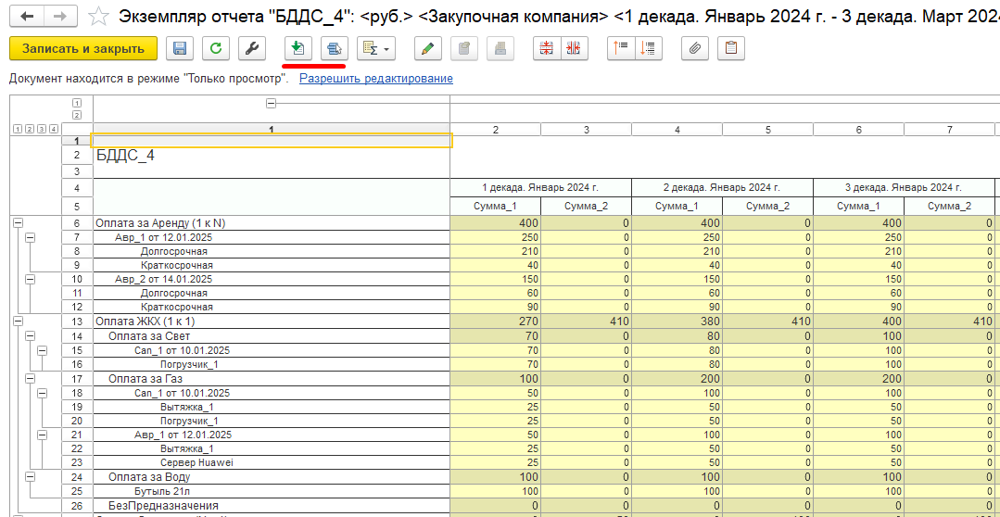 Экземпляр отчета "БДДС_4": <руб.> <Закупочная компания> <1 декада. Январь 2024 г. - 3 декада. Март 202
Записать и закрыть
Документ находится в режиме "Только просмотр". Разрешить редактирование
1
2
1 2 3 4 1 2 3 4 5 6 7
1
2 БДДС_4
3
4 1 декада. Январь 2024 г. 2 декада. Январь 2024 г. 3 декада. Январь 2024 г.
5 Сумма_1 Сумма_2 Сумма_1 Сумма_2 Сумма_1 Сумма_2
6 Оплата за Аренду (1 к N) 400 0 400 0 400 0
7 Авр_1 от 12.01.2025 250 0 250 0 250 0
8 Долгосрочная 210 0 210 0 210 0
9 Краткосрочная 40 0 40 0 40 0
10 Авр_2 от 14.01.2025 150 0 150 0 150 0
11 Долгосрочная 60 0 60 0 60 0
12 Краткосрочная 90 0 90 0 90 0
13 Оплата ЖКХ (1 к 1) 270 410 380 410 400 410
14 Оплата за Свет 70 0 80 0 100 0
15 Сап_1 от 10.01.2025 70 0 80 0 100 0
16 Погрузчик_1 70 0 80 0 100 0
17 Оплата за Газ 100 0 200 0 200 0
18 Сап_1 от 10.01.2025 50 0 100 0 100 0
19 Вытяжка_1 25 0 50 0 50 0
20 Погрузчик_1 25 0 50 0 50 0
21 Авр_1 от 12.01.2025 50 0 100 0 100 0
22 Вытяжка_1 25 0 50 0 50 0
23 Сервер Huawei 25 0 50 0 50 0
24 Оплата за Воду 100 0 100 0 100 0
25 Бутыль 21л 100 0 100 0 100 0
26 БезПредназначения 0 0 0 0 0 0